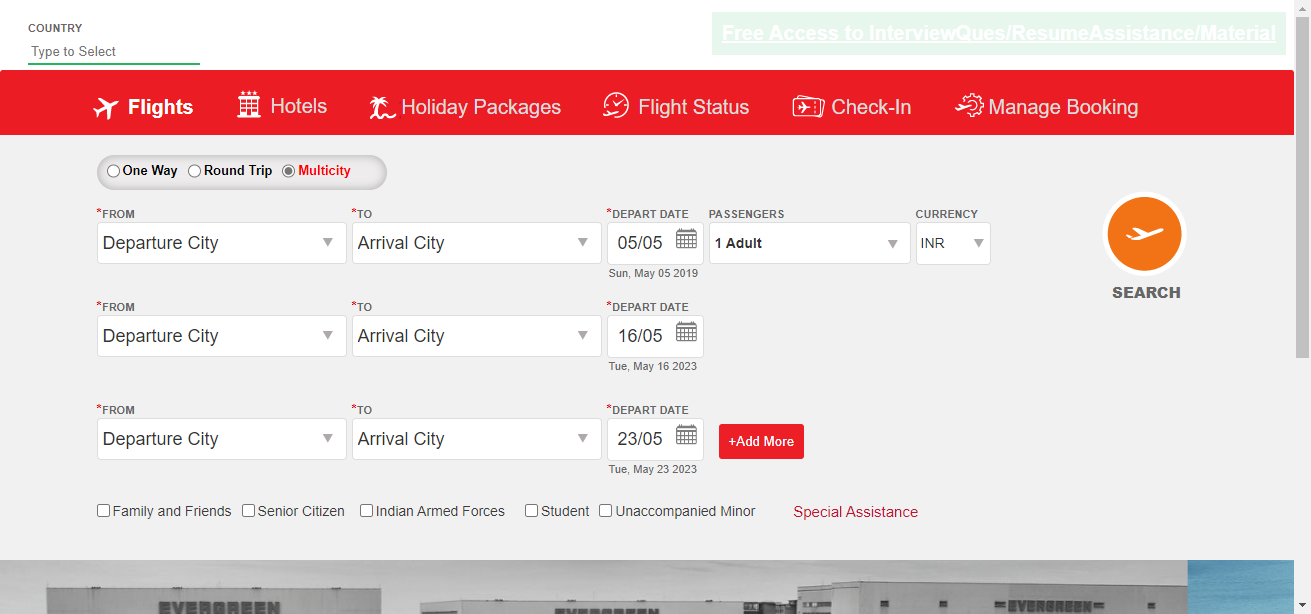 COUNTRY
Type to Select
Free Access to InterviewQues/ResumeAssistance/Material
Flights Hotels Holiday Packages Flight Status Check-In Manage Booking
One Way Round Trip Multicity
*FROM *TO *DEPART DATE PASSENGERS CURRENCY
Departure City Arrival City 05/05 1 Adult INR
Sun, May 05 2019
SEARCH
*FROM *TO *DEPART DATE
Departure City Arrival City 16/05
Tue, May 16 2023
*FROM *TO *DEPART DATE
Departure City Arrival City 23/05 +Add More
Tue, May 23 2023
Family and Friends Senior Citizen Indian Armed Forces Student Unaccompanied Minor Special Assistance
EVERGREEN EVERGREEN EVERGREEN